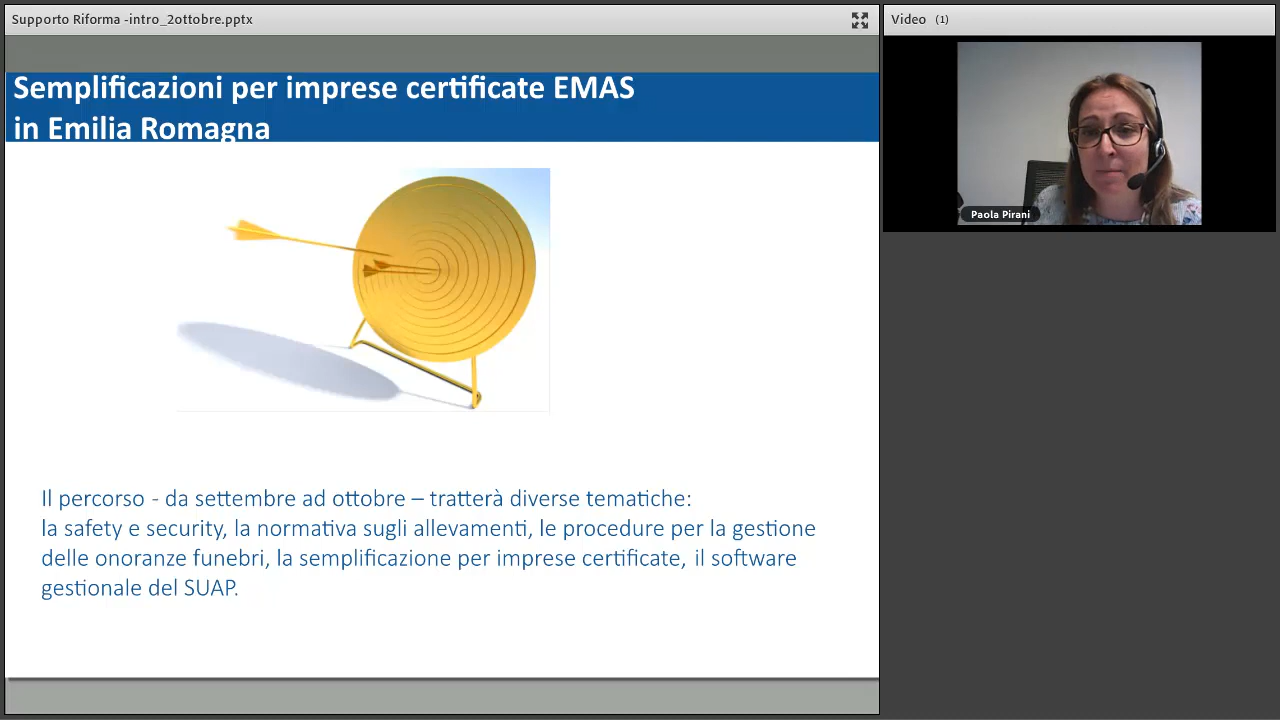 Supporto Riforma -intro_2ottobre.pptx
Video (1)
Semplificazioni per imprese certificate EMAS
in Emilia Romagna
Paola Pirani
Il percorso - da settembre ad ottobre – tratterà diverse tematiche:
la safety e security, la normativa sugli allevamenti, le procedure per la gestione
delle onoranze funebri, la semplificazione per imprese certificate, il software
gestionale del SUAP.